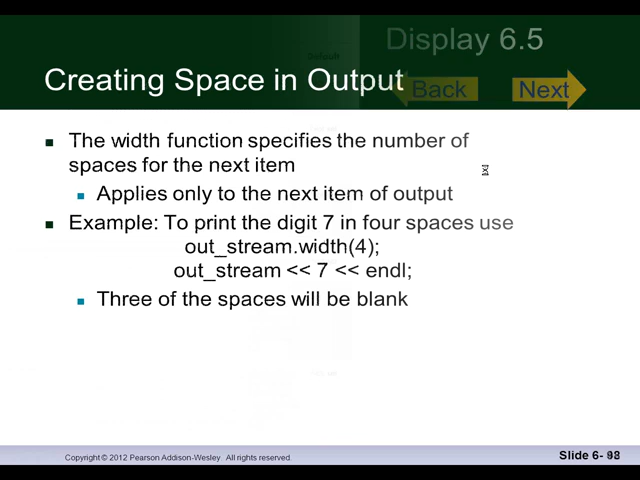 Display 6.5
Creating Space in Output
Back
Next
The width function specifies the number of
spaces for the next item
Applies only to the next item of output
Example: To print the digit 7 in four spaces use
out_stream.width(4);
out_stream << 7 << endl;
Three of the spaces will be blank
Copyright © 2012 Pearson Addison-Wesley. All rights reserved.
Slide 6-